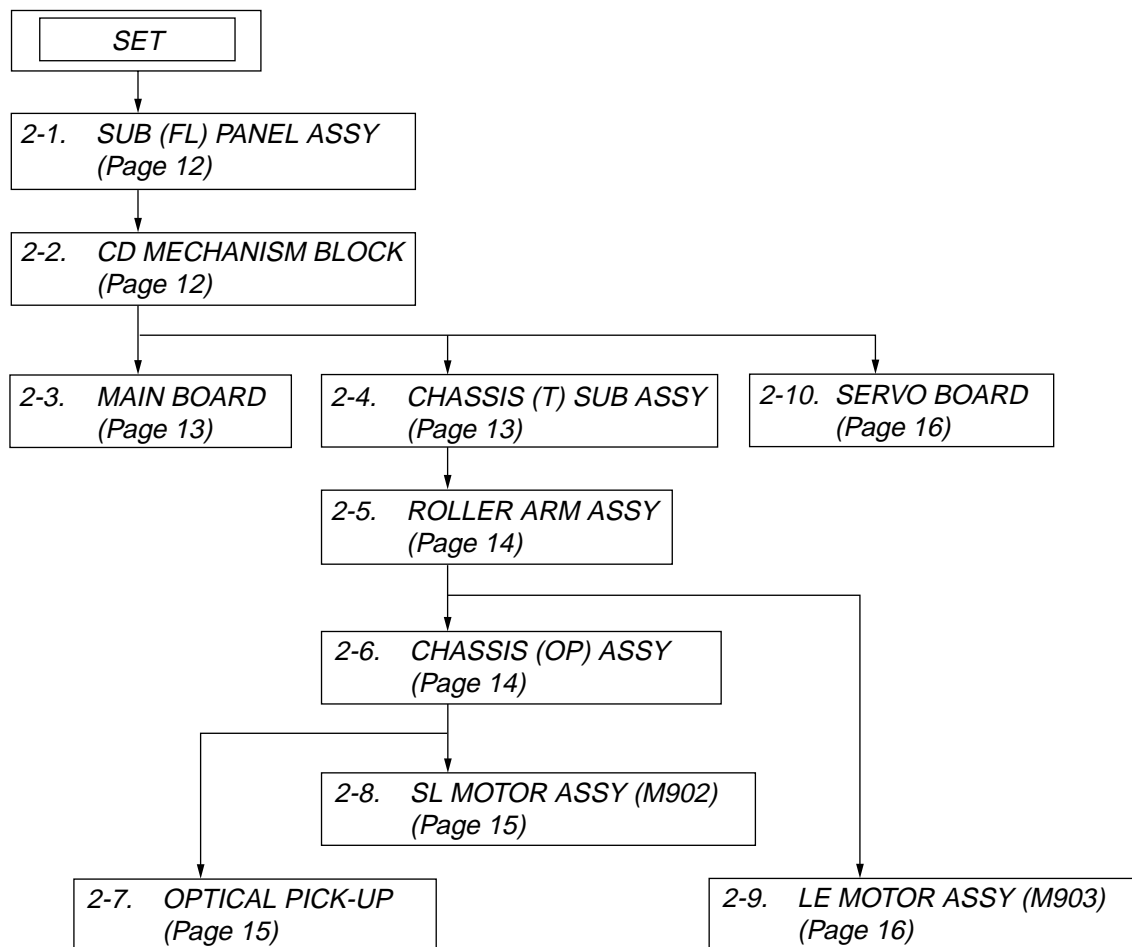 SET
2-1. SUB (FL) PANEL ASSY
(Page 12)
2-2. CD MECHANISM BLOCK
(Page 12)
2-3. MAIN BOARD
(Page 13)
2-4. CHASSIS (T) SUB ASSY
(Page 13)
2-10. SERVO BOARD
(Page 16)
2-5. ROLLER ARM ASSY
(Page 14)
2-6. CHASSIS (OP) ASSY
(Page 14)
2-8. SL MOTOR ASSY (M902)
(Page 15)
2-7. OPTICAL PICK-UP
(Page 15)
2-9. LE MOTOR ASSY (M903)
(Page 16)